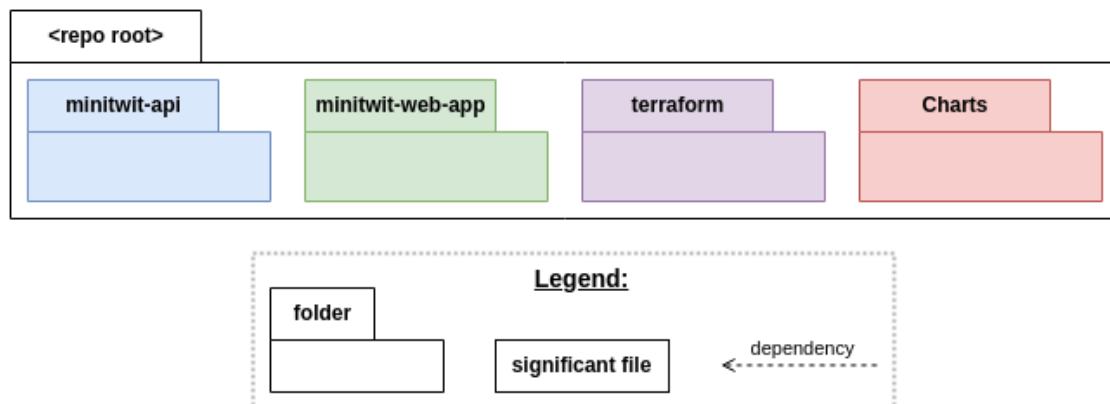 <repo root>
minitwit-api
minitwit-web-app
terraform
Charts
Legend:
folder
significant file
dependency